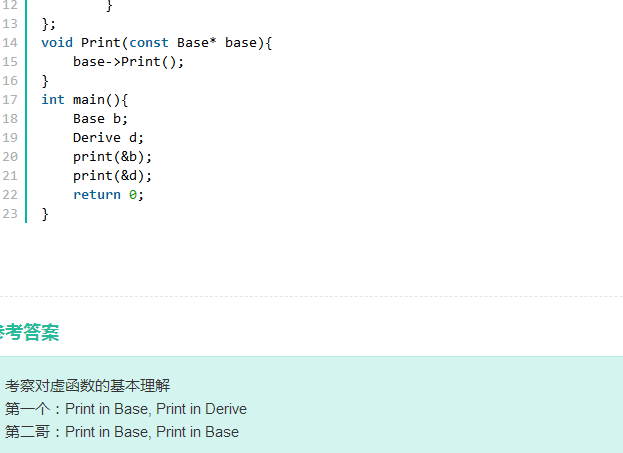 12 }
13 };
14 void Print(const Base* base){
15 base->Print();
16 }
17 int main(){
18 Base b;
19 Derive d;
20 print(&b);
21 print(&d);
22 return 0;
23 }
参考答案
考察对虚函数的基本理解
第一个：Print in Base, Print in Derive
第二哥：Print in Base, Print in Base